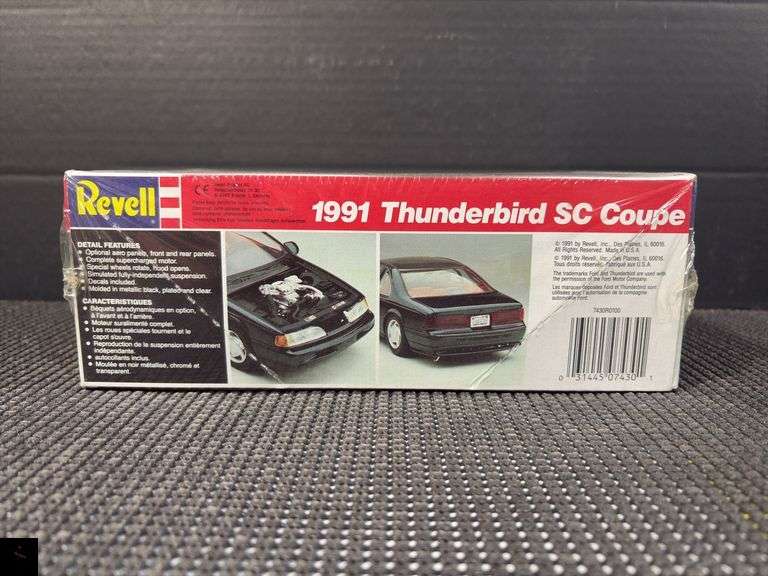 Revell
CE
1991 Thunderbird SC Coupe
DETAIL FEATURES
• Optional aero panels, front and rear panels.
• Complete supercharged motor.
• Special wheels rotate, hood opens.
• Simulated fully-independent suspension.
• Decals included.
• Molded in metallic black, plated and clear.
CARACTERISTIQUES
• Béquets aérodynamiques en option,
à l'avant et à l'arrière.
• Moteur suralimenté complet.
• Les roues spéciales tournent et le
capot s'ouvre.
• Reproduction de la suspension entièrement
indépendante.
• autocollants inclus.
• Moulée en noir métallisé, chromé et
transparent.
© 1991 by Revell, Inc., Des Plaines, IL 60016.
All Rights Reserved. Made in U.S.A.
© 1991 by Revell, Inc., Des Plaines, IL 60016.
Tous droits réservés. Fabriqué aux U.S.A.
The trademarks Ford and Thunderbird are used with
the permission of the Ford Motor Company.
Les marques déposées Ford et Thunderbird sont
utilisées avec l'autorisation de la compagnie
automobile Ford.
7430R0100
0 31445 07430 1